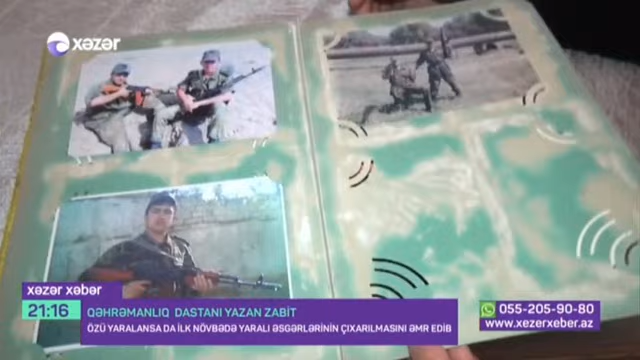 xəzər
xəzər xəbər
21:16
QƏHRƏMANLIQ DASTANI YAZAN ZABİT
ÖZÜ YARALANSA DA İLK NÖVBƏDƏ YARALI ƏSGƏRLƏRİNİN ÇIXARILMASINI ƏMR EDİB
055-205-90-80
www.xezerxeber.az